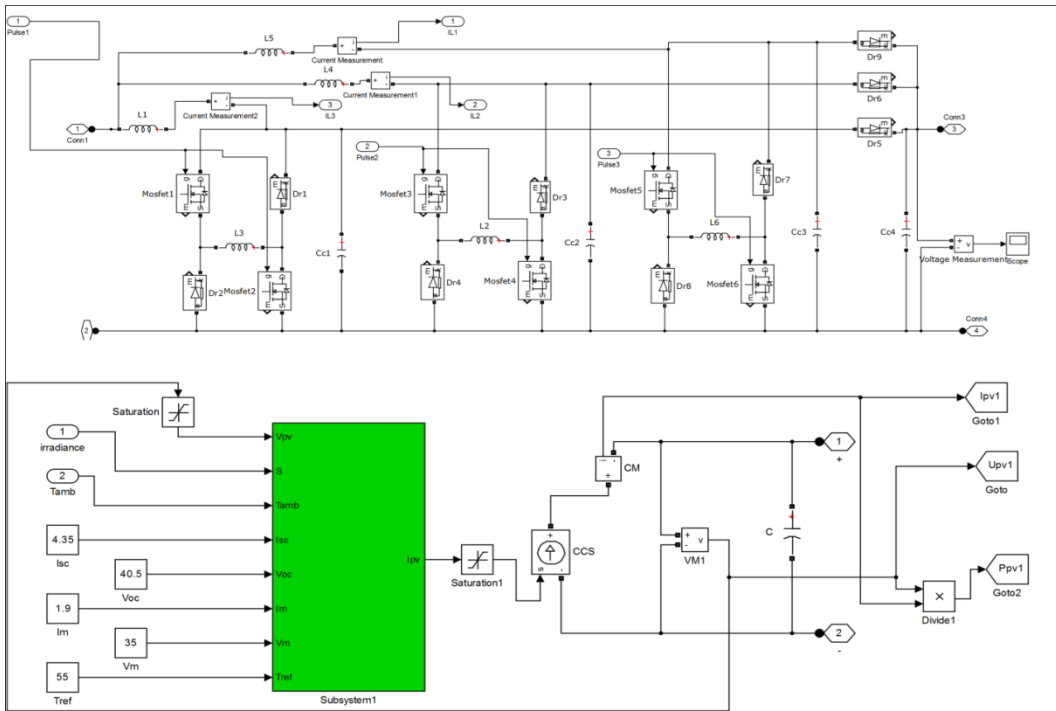 1
Pulse1
L5
+
i
-
Current Measurement
1
IL1
m
Dr9
L4
+
i
-
Current Measurement1
2
IL2
m
Dr6
L1
+
i
-
Current Measurement2
3
IL3
1
Conn1
m
Dr5
Conn3
3
2
Pulse2
3
Pulse3
Mosfet1
g
D
S
m
Dr1
m
Mosfet3
g
D
S
m
Dr3
m
Mosfet5
g
D
S
m
Dr7
m
L3
L2
L6
Cc1
Cc2
Cc3
Cc4
+
v
-
Voltage Measurement
Scope
Dr2
m
Mosfet2
g
D
S
m
Dr4
m
Mosfet4
g
D
S
m
Dr8
m
Mosfet6
g
D
S
m
2
Conn4
4
Saturation
1
irradiance
2
Tamb
4.35
Isc
40.5
Voc
1.9
Im
35
Vm
55
Tref
Vpv
S
Tamb
Isc
Voc
Im
Vm
Tref
Ipv
Subsystem1
Saturation1
CM
+
-
CCS
+
s
-
+
v
-
VM1
C
1
+
2
-
Ipv1
Goto1
Upv1
Goto
Ppv1
Goto2
×
Divide1